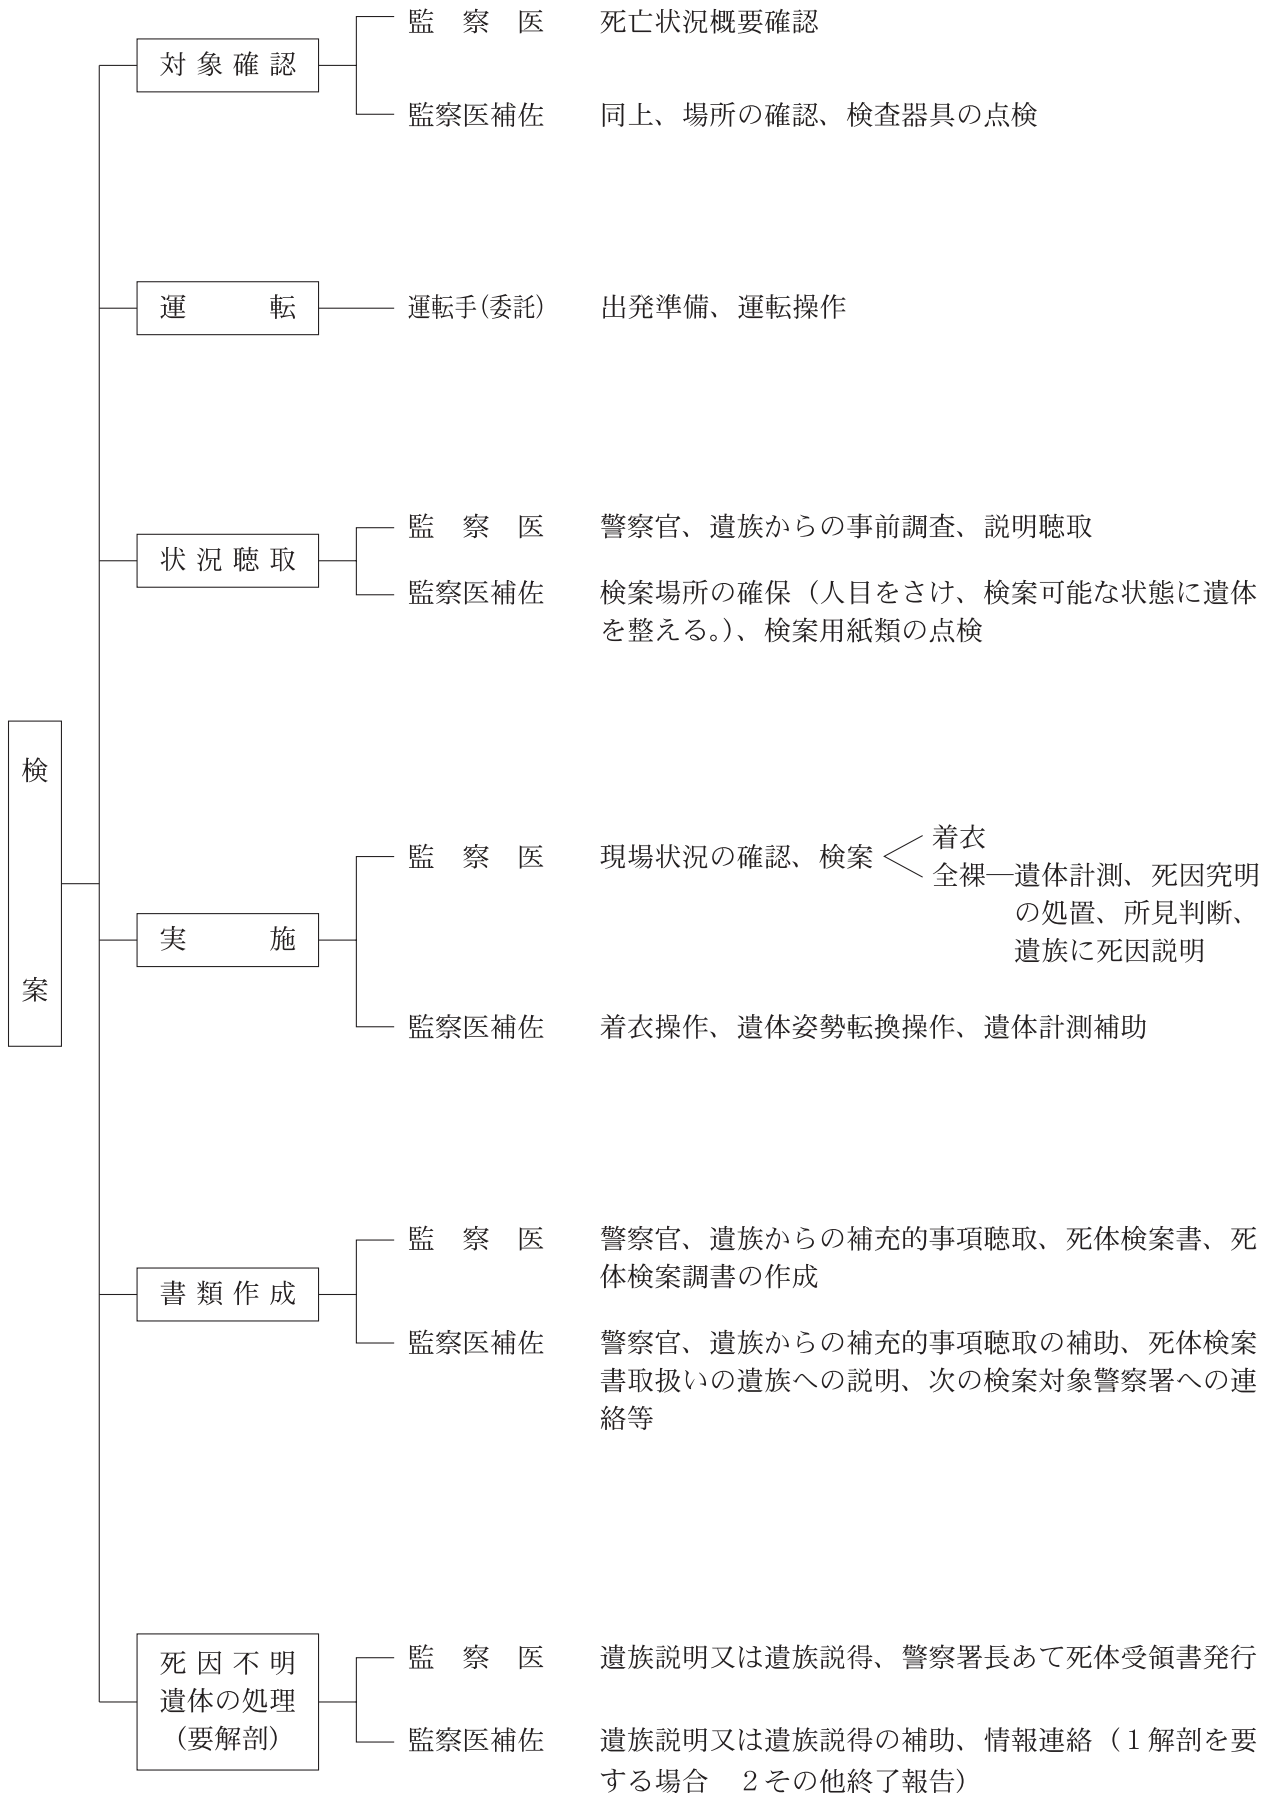 検案
対象確認
監察医 死亡状況概要確認
監察医補佐 同上、場所の確認、検査器具の点検
運転
運転手(委託) 出発準備、運転操作
状況聴取
監察医 警察官、遺族からの事前調査、説明聴取
監察医補佐 検案場所の確保（人目をさけ、検案可能な状態に遺体
を整える。）、検案用紙類の点検
実施
監察医 現場状況の確認、検案
着衣
全裸―遺体計測、死因究明
の処置、所見判断、
遺族に死因説明
監察医補佐 着衣操作、遺体姿勢転換操作、遺体計測補助
書類作成
監察医 警察官、遺族からの補充的事項聴取、死体検案書、死
体検案調書の作成
監察医補佐 警察官、遺族からの補充的事項聴取の補助、死体検案
書取扱いの遺族への説明、次の検案対象警察署への連
絡等
死因不明
遺体の処理
（要解剖）
監察医 遺族説明又は遺族説得、警察署長あて死体受領書発行
監察医補佐 遺族説明又は遺族説得の補助、情報連絡（１解剖を要
する場合　２その他終了報告）